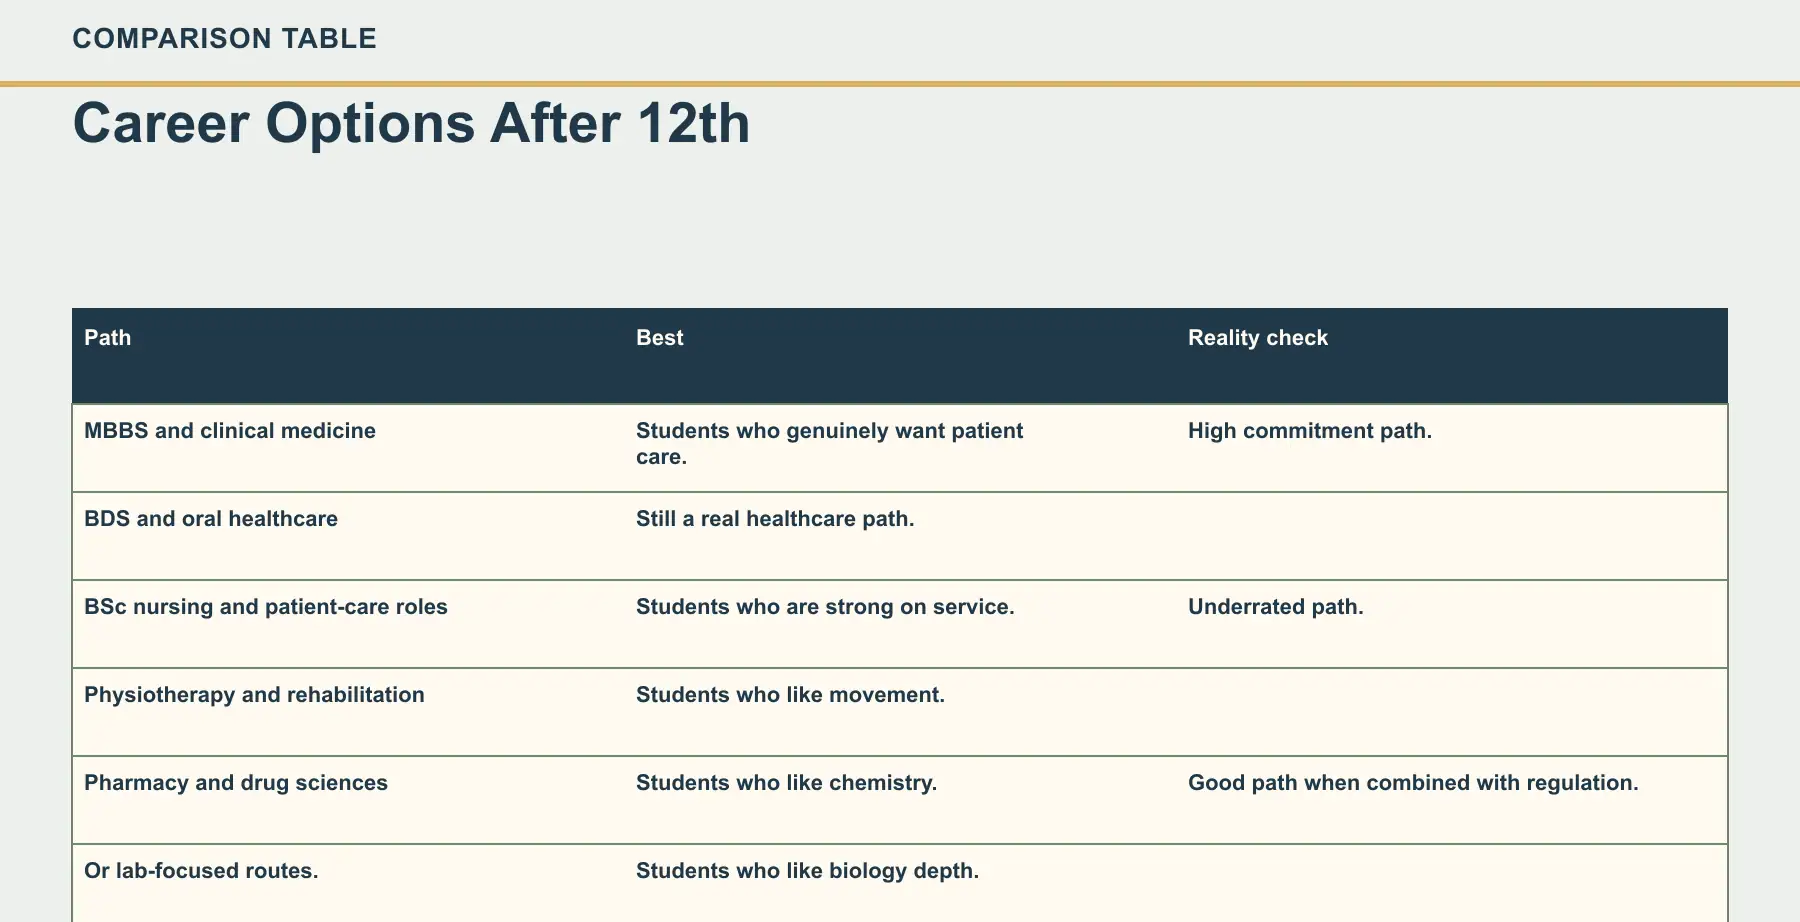 COMPARISON TABLE
Career Options After 12th
Path Best Reality check
MBBS and clinical medicine Students who genuinely want patient High commitment path.
care.
BDS and oral healthcare Still a real healthcare path.
BSc nursing and patient-care roles Students who are strong on service. Underrated path.
Physiotherapy and rehabilitation Students who like movement.
Pharmacy and drug sciences Students who like chemistry. Good path when combined with regulation.
Or lab-focused routes. Students who like biology depth.